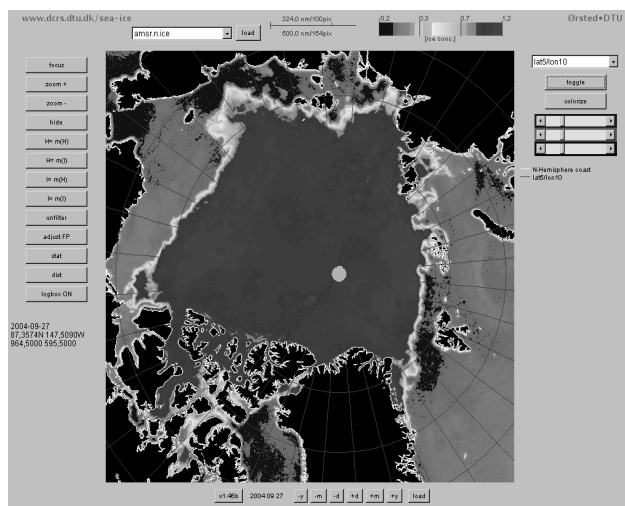 www.dcrs.dtu.dk/sea-ice
amsr.n.ice
load
324,0 nm/100pix
500,0 nm/154pix
0,2 0,3 0,7 1,2
[ice conc.]
Ørsted•DTU
focus
zoom +
zoom -
hide
H= m(H)
H= m(I)
I= m(H)
I= m(I)
unfilter
adjust FP
stat
dist
logbox ON
2004-09-27
87,3574N 147,5090W
964,5000 595,5000
lat5/lon10
toggle
colorize
N-Hemisphere coast
lat5/lon10
v1.46b 2004 09 27 -y -m -d +d +m +y load